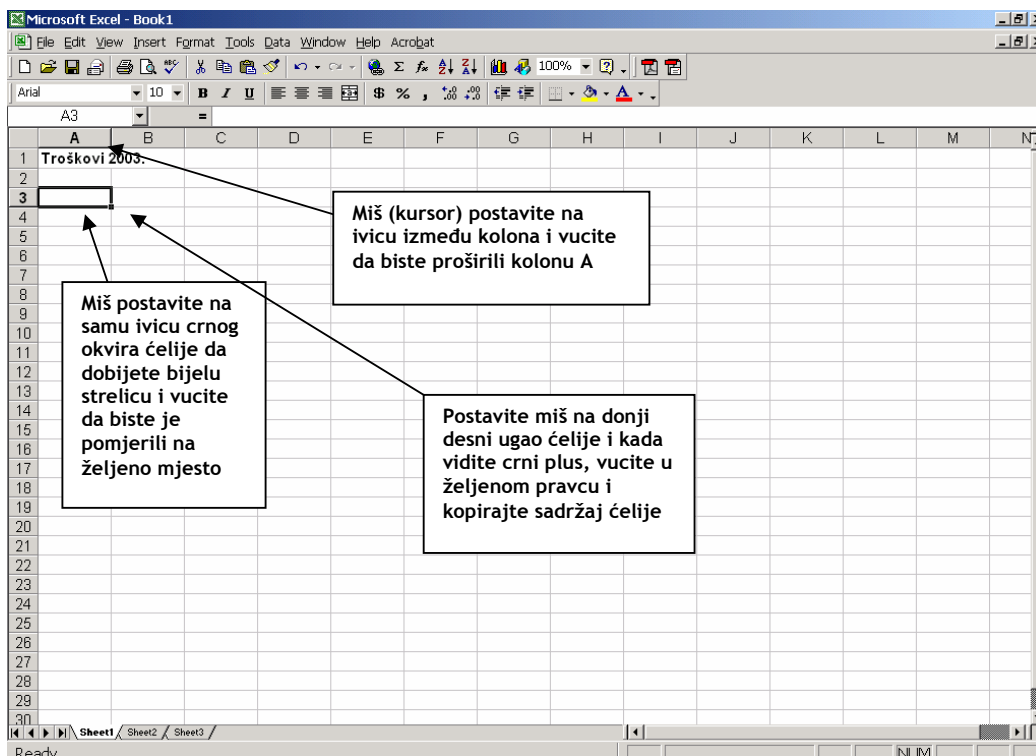 Microsoft Excel - Book1
File Edit View Insert Format Tools Data Window Help Acrobat
100%
Arial 10 B I U $ % ,
A3 =
A B C D E F G H I J K L M N
1 Troškovi 2003.
2
3
4
5
6
7
8
9
10
11
12
13
14
15
16
17
18
19
20
21
22
23
24
25
26
27
28
29
30
Miš (kursor) postavite na
ivicu između kolona i vucite
da biste proširili kolonu A
Miš postavite na
samu ivicu crnog
okvira ćelije da
dobijete bijelu
strelicu i vucite
da biste je
pomjerili na
željeno mjesto
Postavite miš na donji
desni ugao ćelije i kada
vidite crni plus, vucite u
željenom pravcu i
kopirajte sadržaj ćelije
Sheet1 Sheet2 Sheet3
Ready NUM